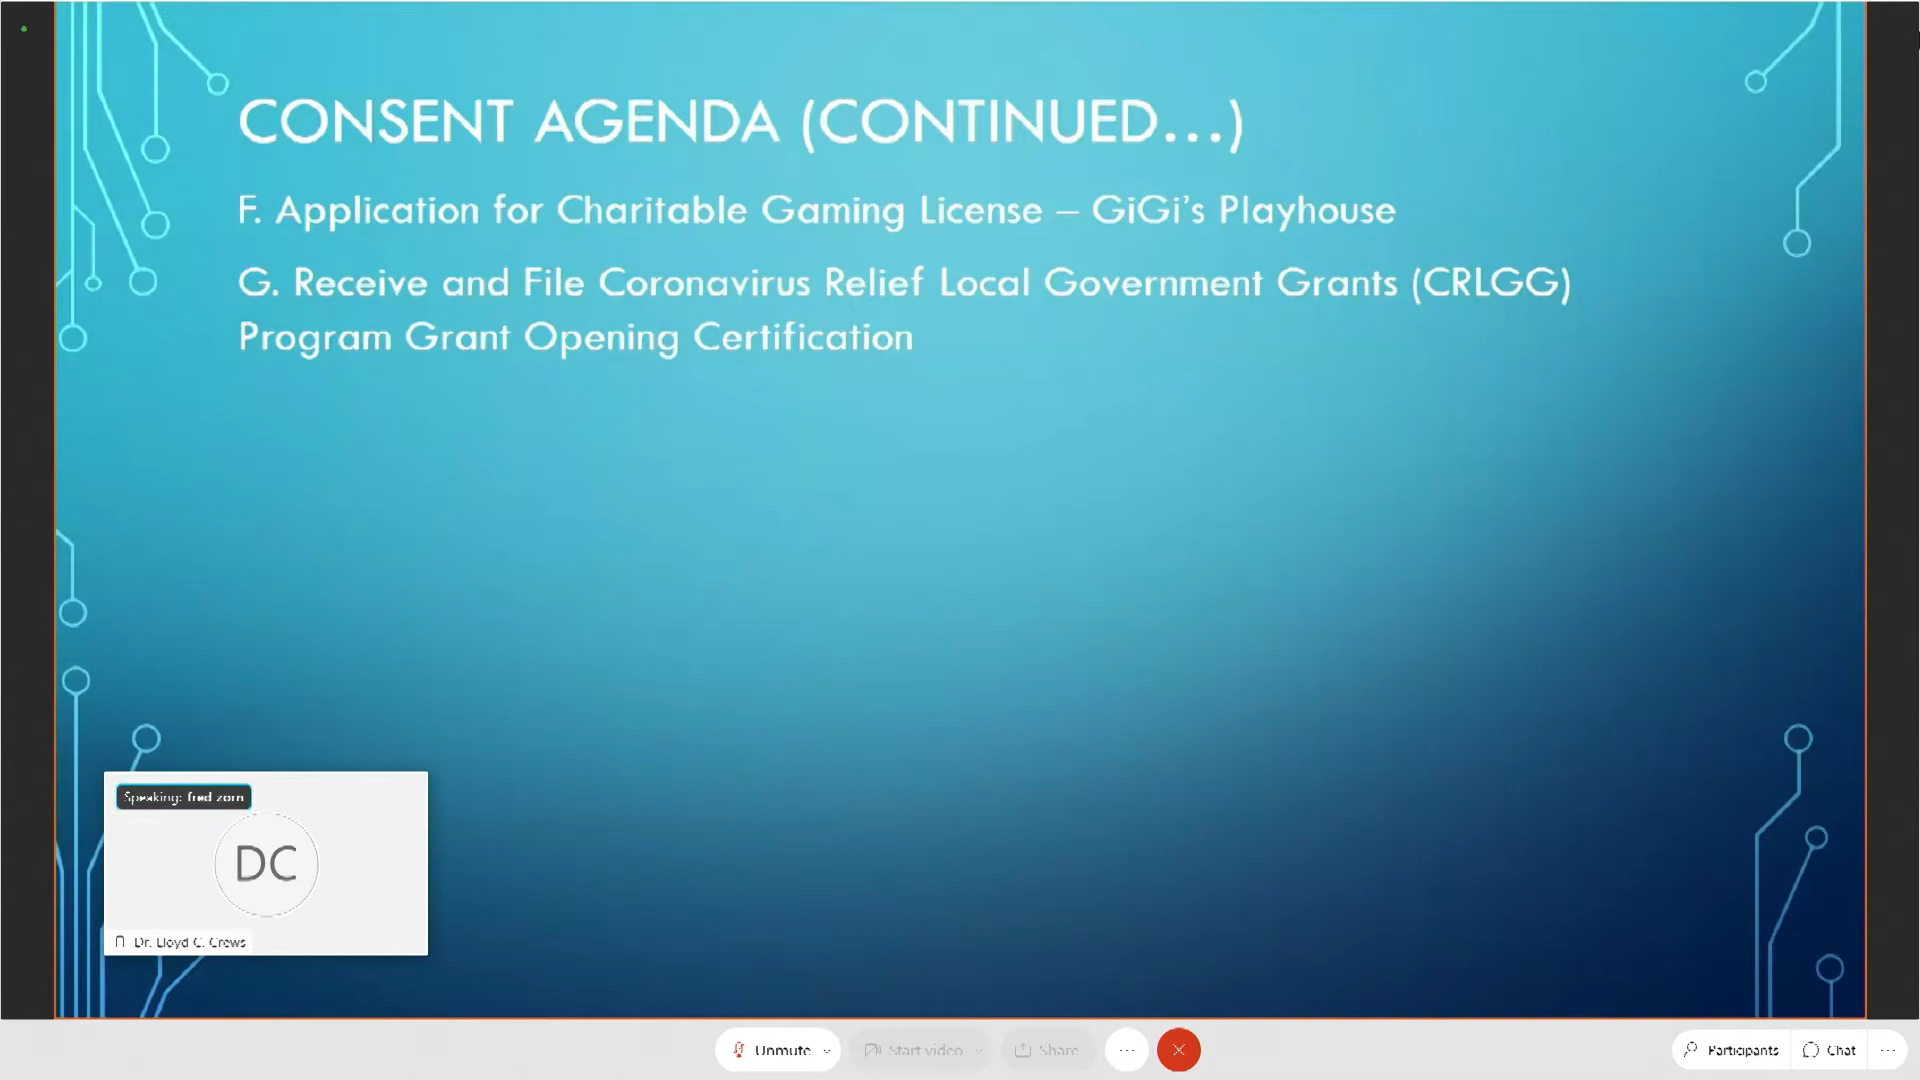 CONSENT AGENDA (CONTINUED...)
F. Application for Charitable Gaming License – GiGi's Playhouse
G. Receive and File Coronavirus Relief Local Government Grants (CRLGG)
Program Grant Opening Certification
Speaking: fred zorn
DC
Dr. Lloyd C. Crews
Unmute
Start video
Share
Participants
Chat